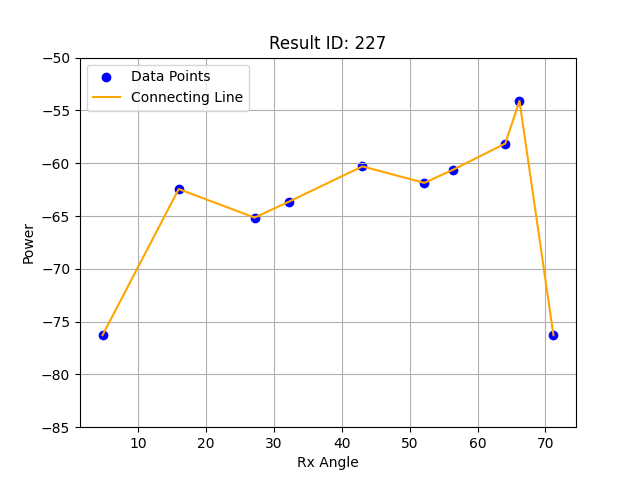 Result ID: 227
Data Points
Connecting Line
Power
−50
−55
−60
−65
−70
−75
−80
−85
10 20 30 40 50 60 70
Rx Angle